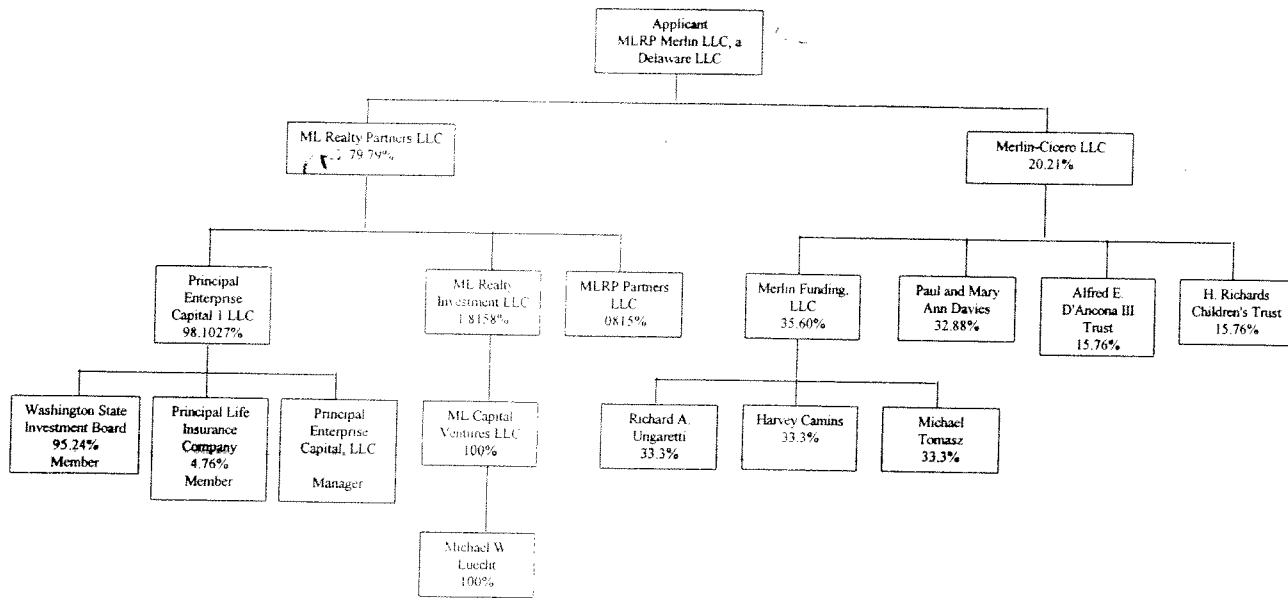 Applicant
MLRP Merlin LLC, a
Delaware LLC
ML Realty Partners LLC
79.79%
Merlin-Cicero LLC
20.21%
Principal
Enterprise
Capital 1 LLC
98.1027%
ML Realty
Investment LLC
1.8158%
MLRP Partners
LLC
.0815%
Merlin Funding,
LLC
35.60%
Paul and Mary
Ann Davies
32.88%
Alfred E.
D'Ancona III
Trust
15.76%
H. Richards
Children's Trust
15.76%
Washington State
Investment Board
95.24%
Member
Principal Life
Insurance
Company
4.76%
Member
Principal
Enterprise
Capital, LLC
Manager
ML Capital
Ventures LLC
100%
Richard A.
Ungaretti
33.3%
Harvey Camins
33.3%
Michael
Tomasz
33.3%
Michael W
Luecht
100%